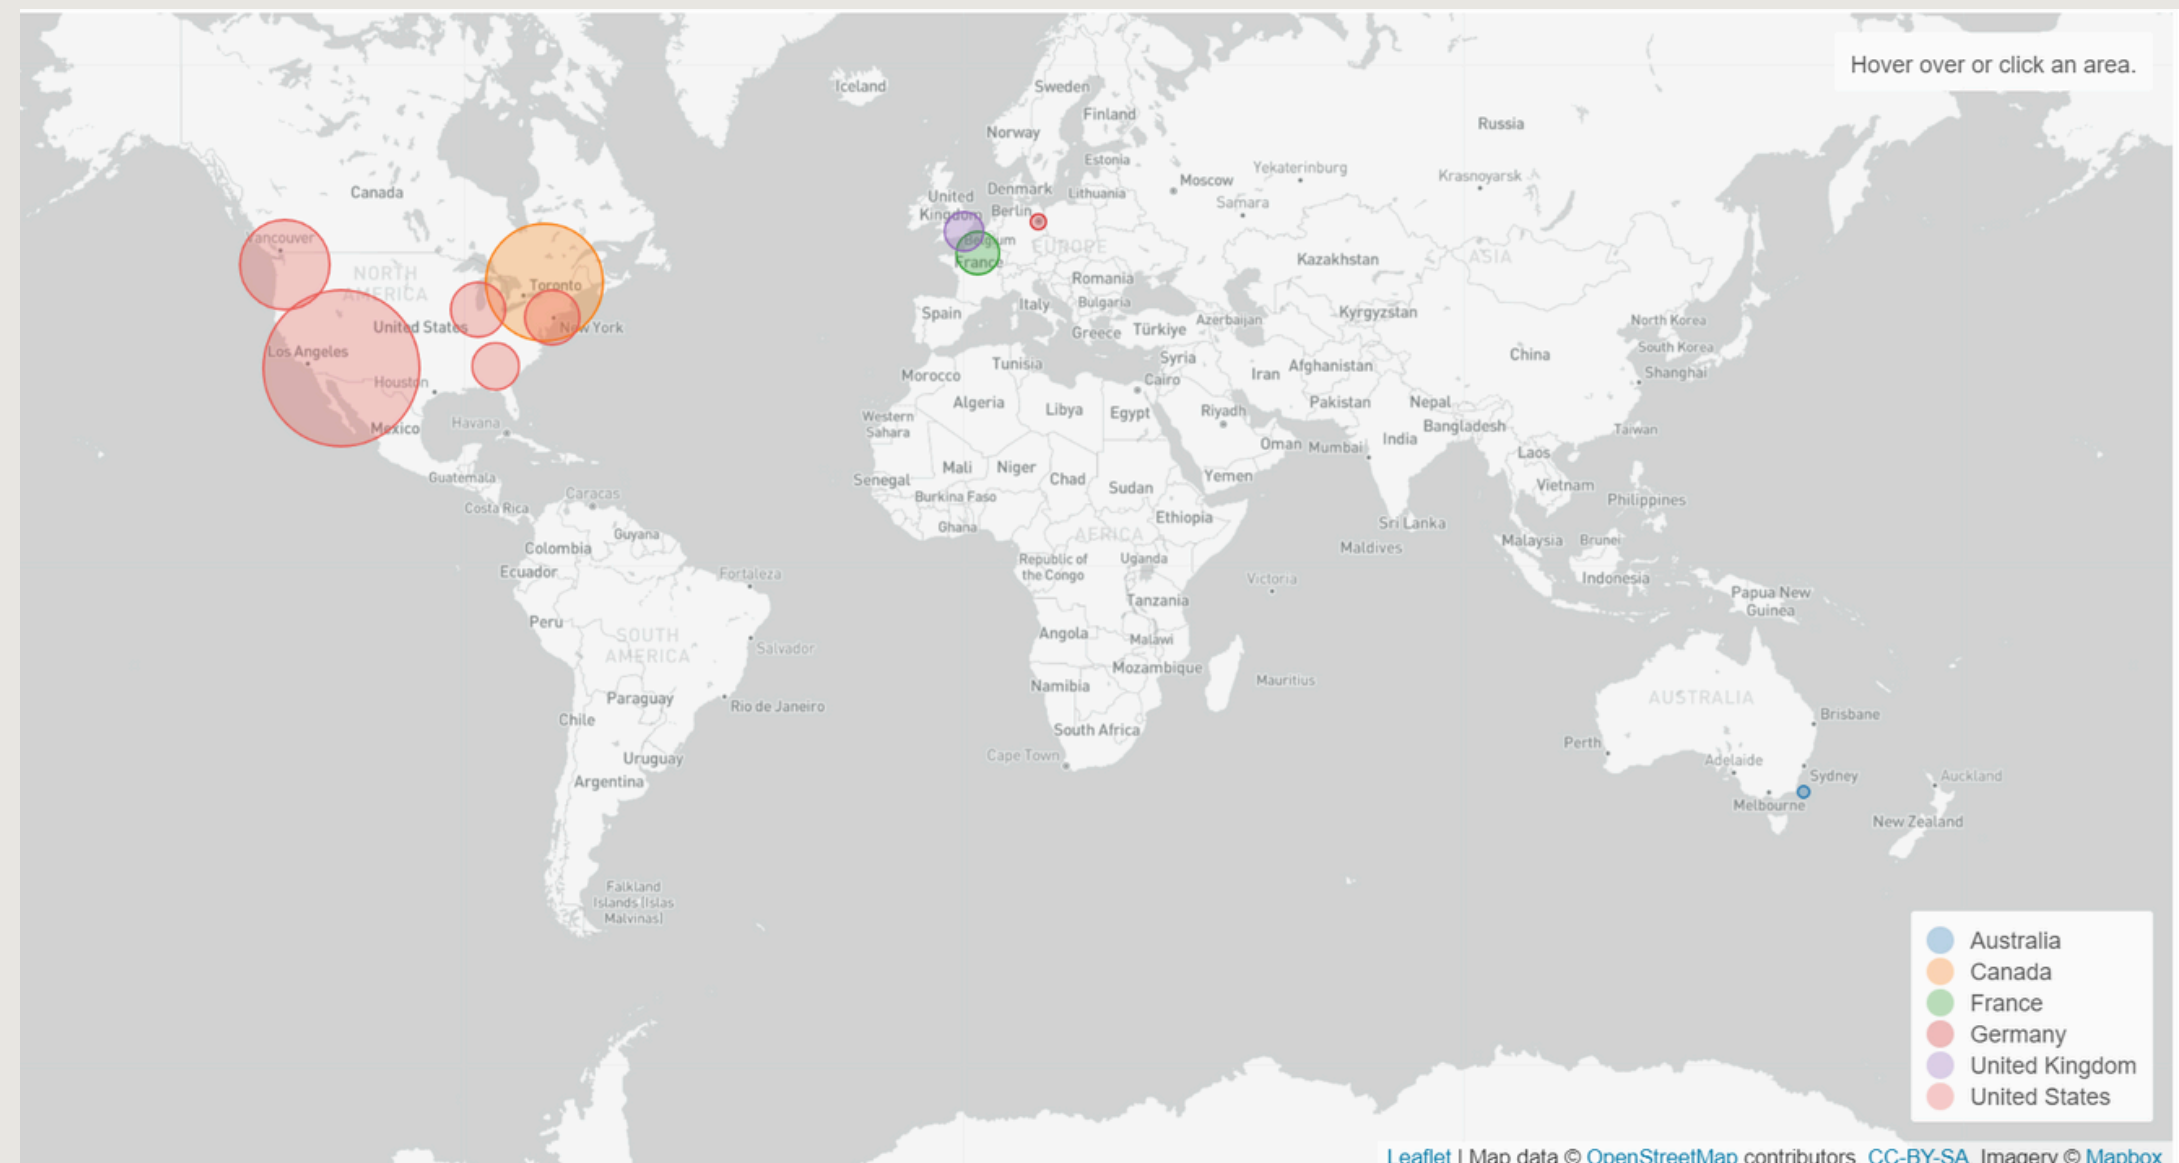 Hover over or click an area.
Iceland
Sweden
Finland
Norway
Russia
Estonia
Yekaterinburg
Moscow
Krasnoyarsk
Canada
Denmark
Lithuania
United
Kingdom
Samara
Berlin
Vancouver
Belgium
EUROPE
France
Kazakhstan
ASIA
NORTH
AMERICA
Toronto
Romania
Italy
Bulgaria
Spain
Kyrgyzstan
Azerbaijan
North Korea
United States
New York
Greece
Türkiye
South Korea
Los Angeles
China
Syria
Tunisia
Afghanistan
Iran
Shanghai
Morocco
Cairo
Houston
Algeria
Libya
Egypt
Riyadh
Pakistan
Nepal
Western
Sahara
Havana
Mexico
Bangladesh
Taiwan
India
Oman
Mumbai
Laos
Guatemala
Mali
Niger
Senegal
Chad
Yemen
Sudan
Vietnam
Caracas
Burkina Faso
Philippines
Costa Rica
Ethiopia
Ghana
Sri Lanka
Guyana
AFRICA
Malaysia
Brunei
Colombia
Maldives
Republic of
the Congo
Uganda
Ecuador
Fortaleza
Victoria
Indonesia
Tanzania
Papua New
Guinea
Peru
SOUTH
AMERICA
Angola
Malawi
Salvador
Mozambique
Mauritius
Namibia
Paraguay
AUSTRALIA
Rio de Janeiro
Chile
Brisbane
South Africa
Perth
Cape Town
Uruguay
Adelaide
Argentina
Sydney
Auckland
Melbourne
New Zealand
Falkland
Islands (Islas
Malvinas)
Australia
Canada
France
Germany
United Kingdom
United States
Leaflet | Map data © OpenStreetMap contributors, CC-BY-SA, Imagery © Mapbox